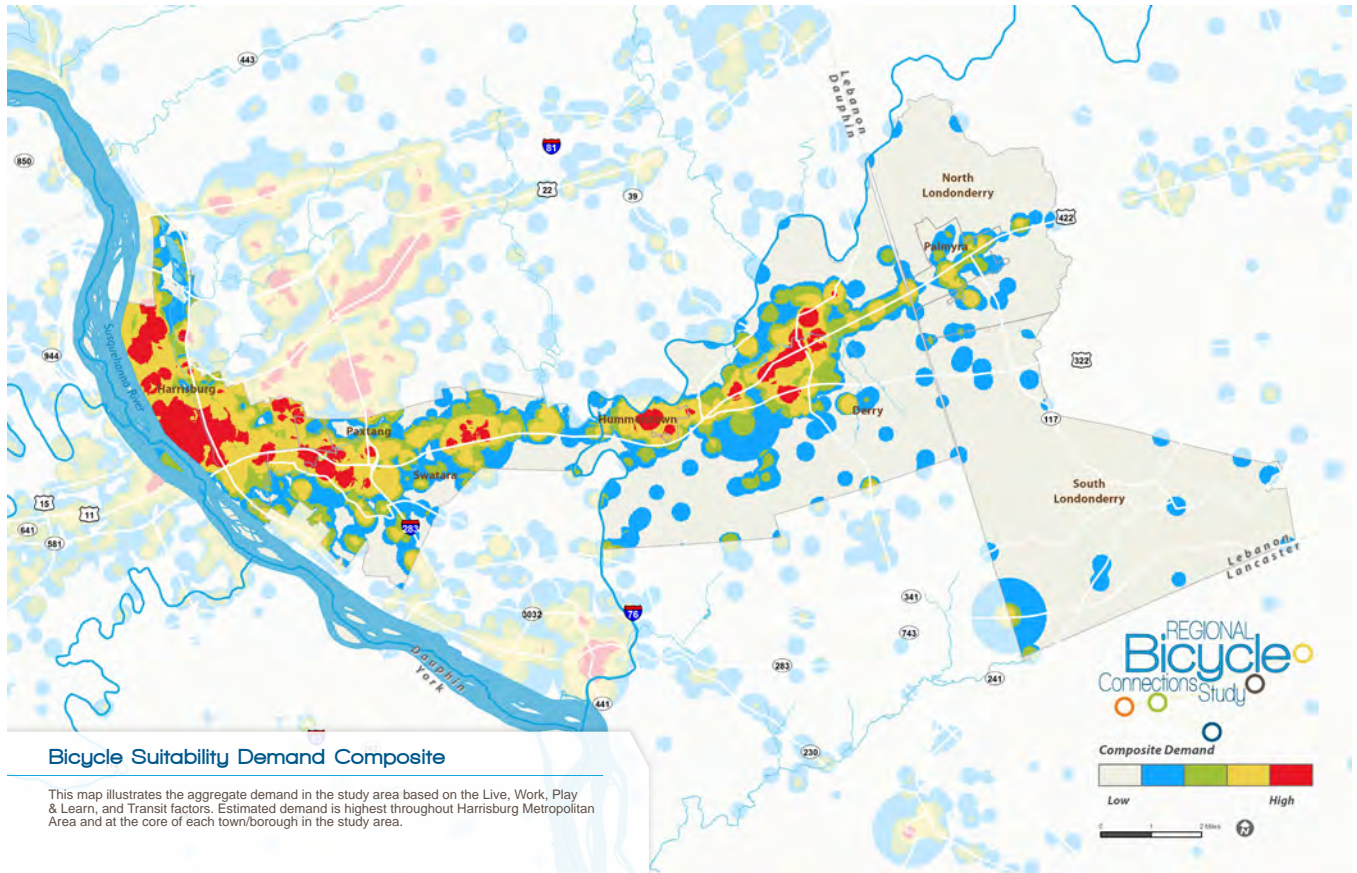 443
Lebanon
Dauphin
81
850
22
39
North
Londonderry
422
Palmyra
Susquehanna River
944
322
Harrisburg
Hummelstown
Derry
117
Paxtang
Swatara
South
Londonderry
15
11
283
641
581
Lebanon
Lancaster
3032
76
341
743
Dauphin
York
283
241
441
230
REGIONAL
Bicycle
Connections Study
Composite Demand
Low High
0 1 2 Miles
N
Bicycle Suitability Demand Composite
This map illustrates the aggregate demand in the study area based on the Live, Work, Play
& Learn, and Transit factors. Estimated demand is highest throughout Harrisburg Metropolitan
Area and at the core of each town/borough in the study area.